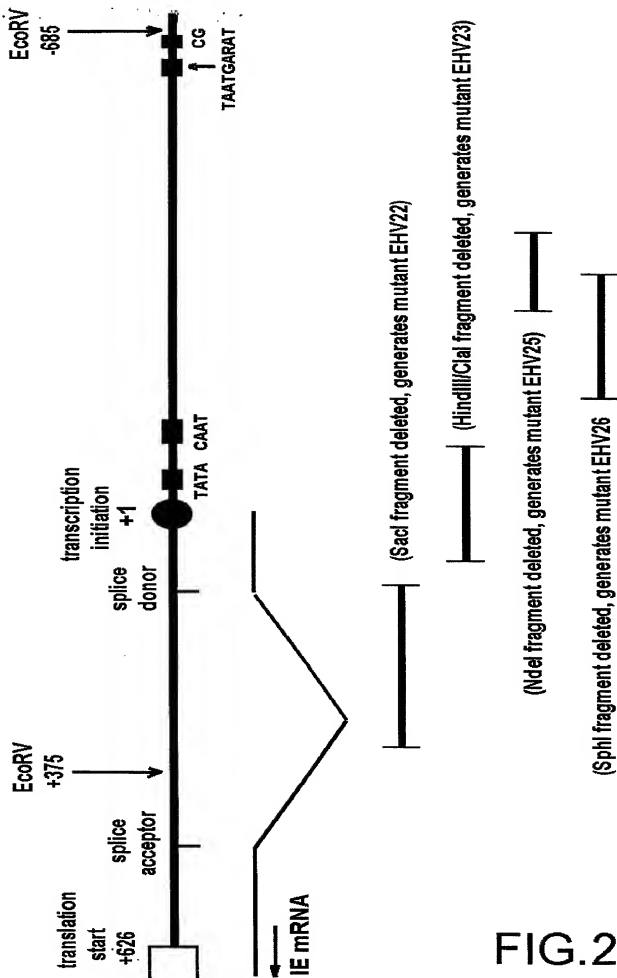 translation
start
+626
splice
acceptor
EcoRV
+375
splice
donor
transcription
initiation
+1
TATA
CAAT
EcoRV
-685
CG
TAATGARAT
IE mRNA
(SacI fragment deleted, generates mutant EHV22)
(HindIII/ClaI fragment deleted, generates mutant EHV23)
(NdeI fragment deleted, generates mutant EHV25)
(SphI fragment deleted, generates mutant EHV26
FIG.2